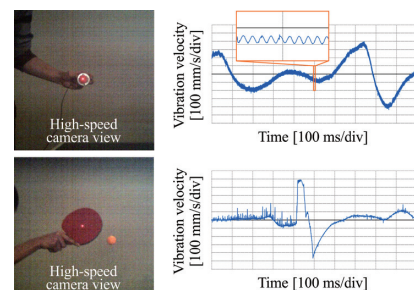 High-speed
camera view
Vibration velocity
[100 mm/s/div]
Time [100 ms/div]
High-speed
camera view
Vibration velocity
[100 mm/s/div]
Time [100 ms/div]